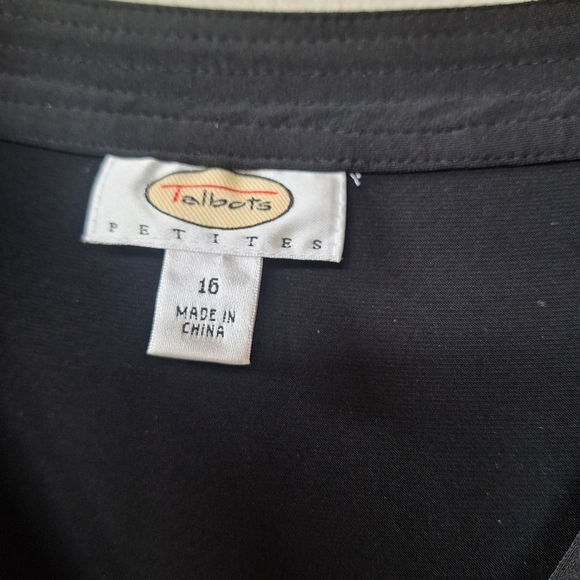 Talbots
PETITES
16
MADE IN
CHINA